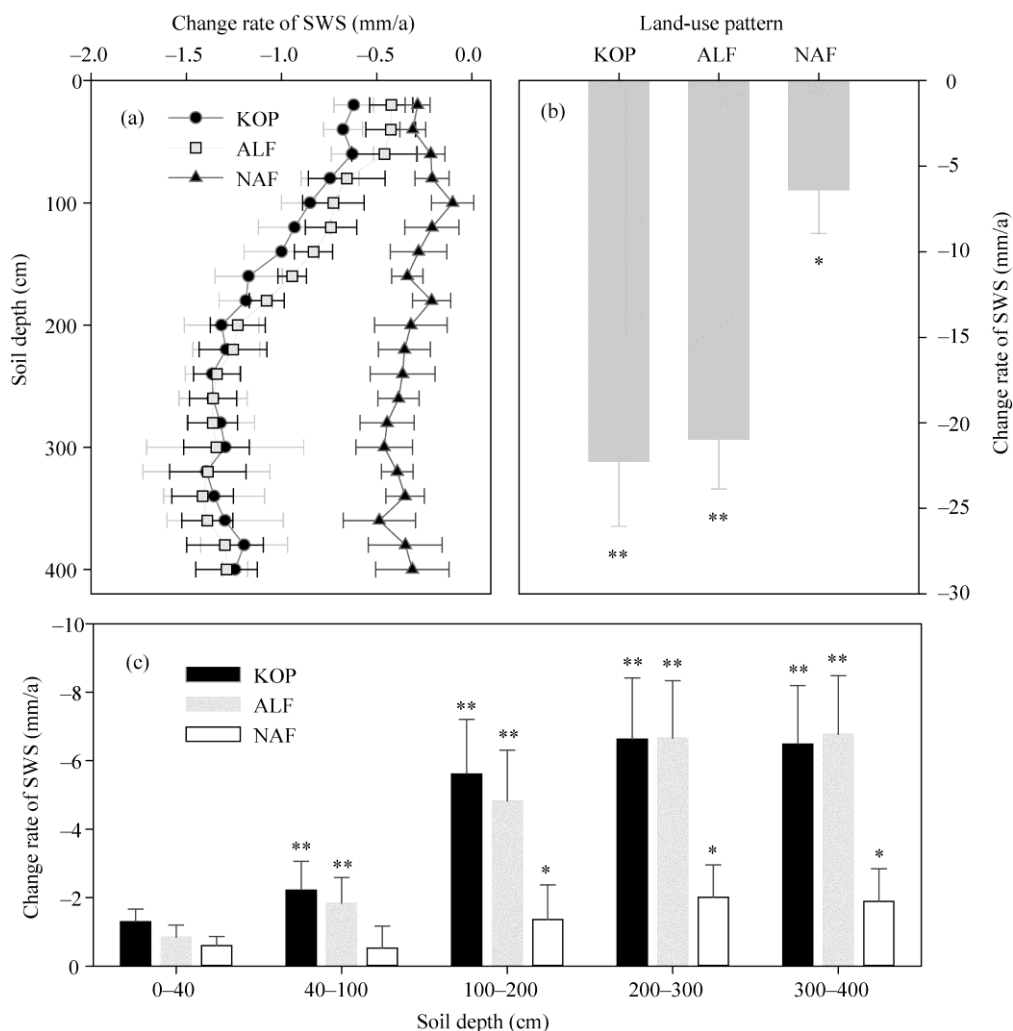 Change rate of SWS (mm/a)
–2.0 –1.5 –1.0 –0.5 0.0
0
100
200
300
400
Soil depth (cm)
(a)
KOP
ALF
NAF
Land-use pattern
KOP ALF NAF
(b)
0
–5
–10
–15
–20
–25
–30
Change rate of SWS (mm/a)
*
**
**
–10
–8
–6
–4
–2
0
Change rate of SWS (mm/a)
(c)
KOP
ALF
NAF
** **
** ** *
** ** *
** ** *
0–40 40–100 100–200 200–300 300–400
Soil depth (cm)